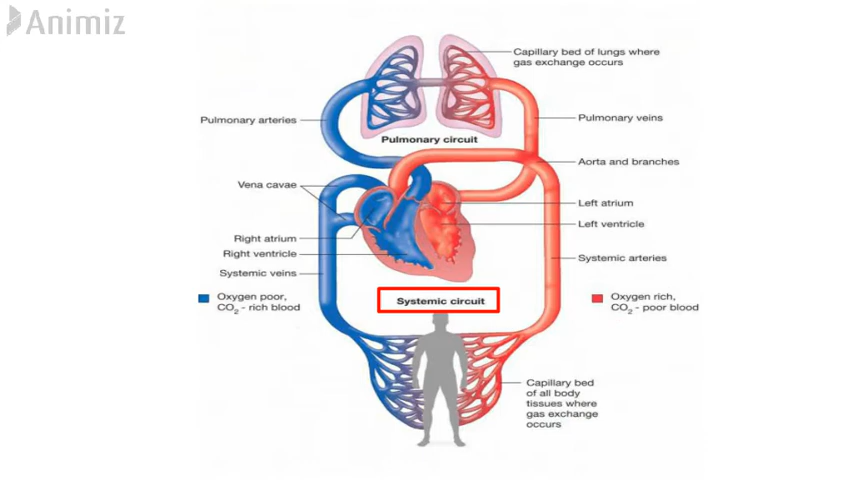 Animiz
Capillary bed of lungs where
gas exchange occurs
Pulmonary arteries
Pulmonary veins
Pulmonary circuit
Aorta and branches
Vena cavae
Left atrium
Left ventricle
Right atrium
Right ventricle
Systemic arteries
Systemic veins
Oxygen poor,
CO₂ - rich blood
Systemic circuit
Oxygen rich,
CO₂ - poor blood
Capillary bed
of all body
tissues where
gas exchange
occurs